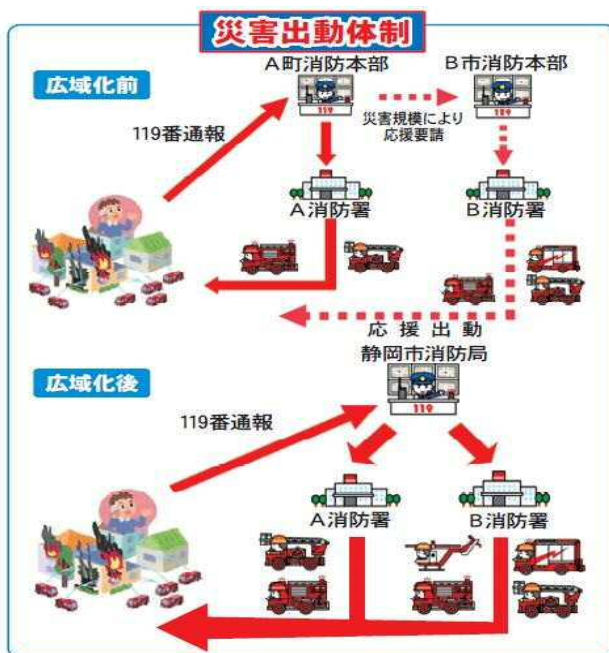 災害出動体制
広域化前
A町消防本部
B市消防本部
119
119
119番通報
災害規模により
応援要請
A消防署
B消防署
応援出動
広域化後
静岡市消防局
119
119番通報
A消防署
B消防署